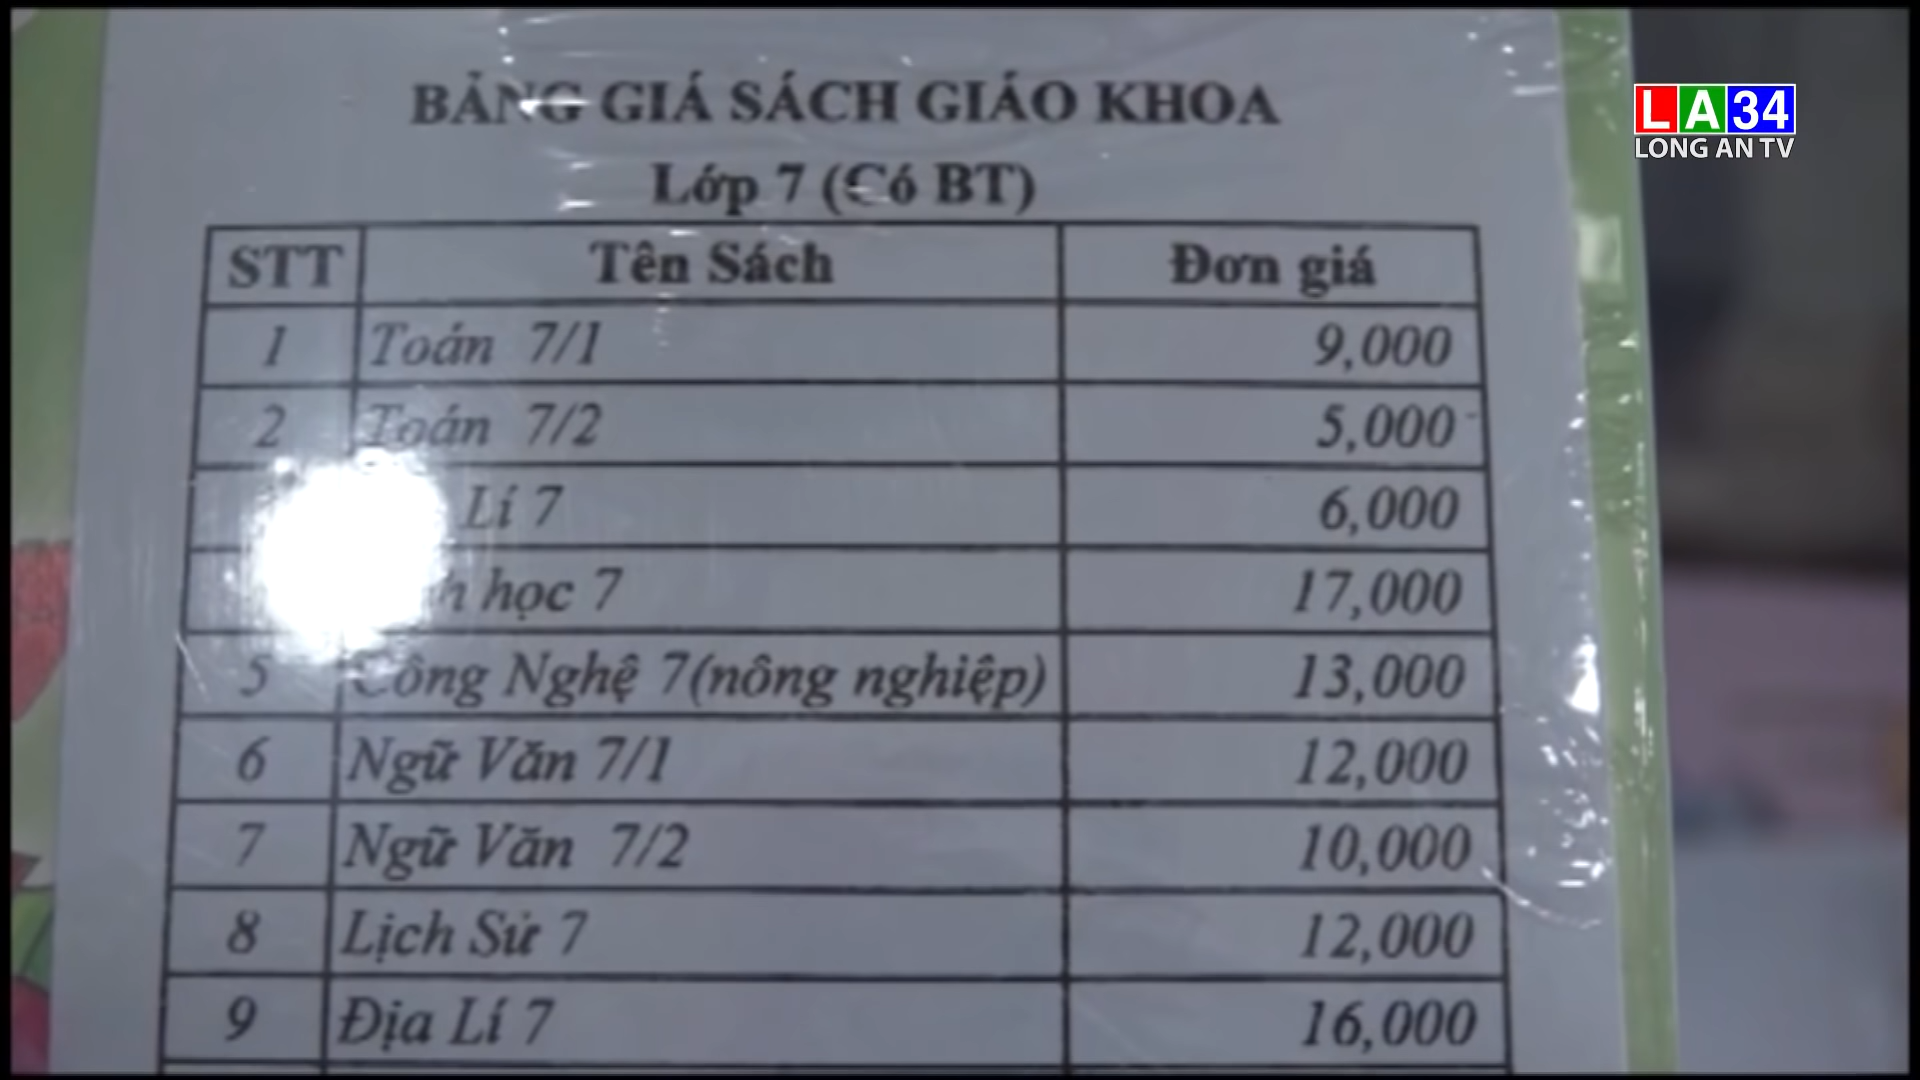 BẢNG GIÁ SÁCH GIÁO KHOA
LA34
LONG AN TV
Lớp 7 (Có BT)
STT Tên Sách Đơn giá
1 Toán 7/1 9,000
2 Toán 7/2 5,000
Lí 7 6,000
học 7 17,000
5 Công Nghệ 7(nông nghiệp) 13,000
6 Ngữ Văn 7/1 12,000
7 Ngữ Văn 7/2 10,000
8 Lịch Sử 7 12,000
9 Địa Lí 7 16,000